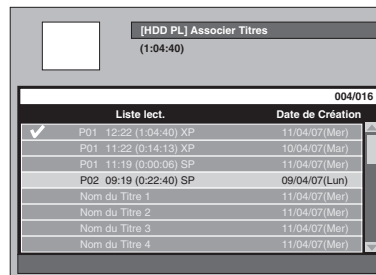 [HDD PL] Associer Titres
(1:04:40)
004/016
Liste lect. Date de Création
P01 12:22 (1:04:40) XP 11/04/07(Mer)
P01 11:22 (0:14:13) XP 10/04/07(Mar)
P01 11:19 (0:00:06) SP 11/04/07(Mer)
P02 09:19 (0:22:40) SP 09/04/07(Lun)
Nom du Titre 1 11/04/07(Mer)
Nom du Titre 2 11/04/07(Mer)
Nom du Titre 3 11/04/07(Mer)
Nom du Titre 4 11/04/07(Mer)